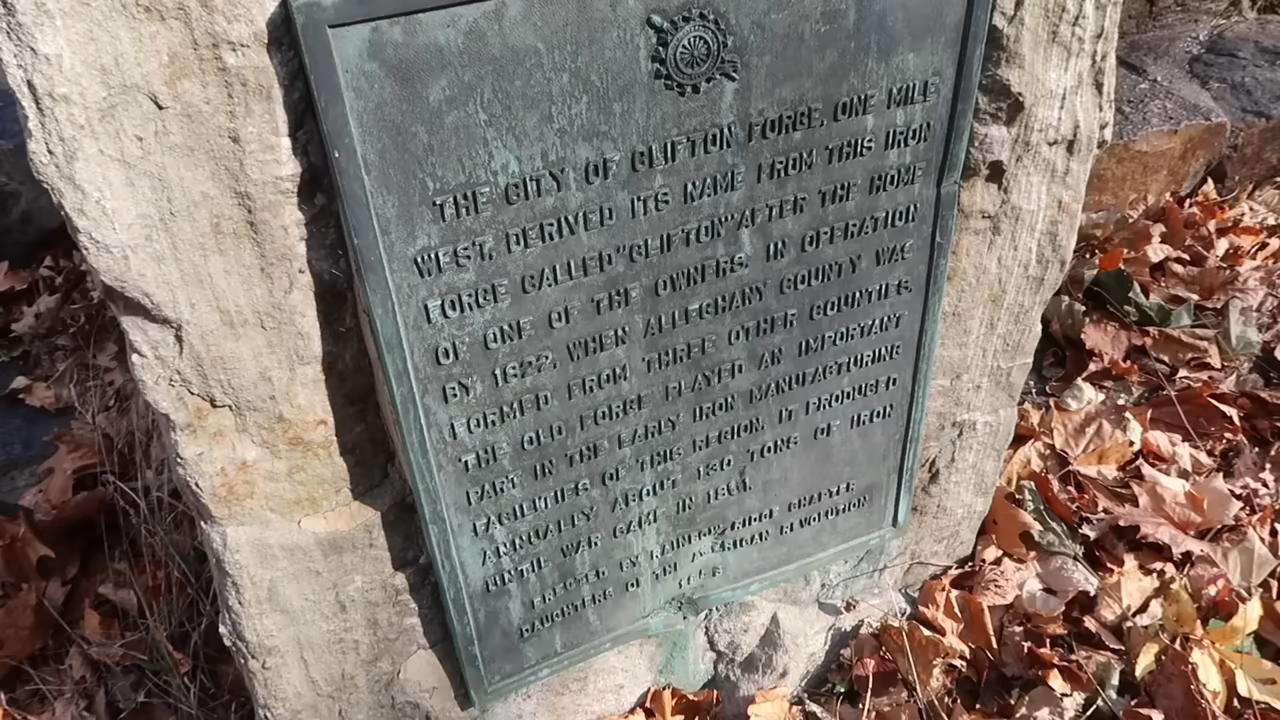 THE CITY OF CLIFTON FORGE, ONE MILE
WEST, DERIVED ITS NAME FROM THIS IRON
FORGE CALLED "CLIFTON" AFTER THE HOME
OF ONE OF THE OWNERS. IN OPERATION
BY 1822, WHEN ALLEGHANY COUNTY WAS
FORMED FROM THREE OTHER COUNTIES,
THE OLD FORGE PLAYED AN IMPORTANT
PART IN THE EARLY IRON MANUFACTURING
FACILITIES OF THIS REGION. IT PRODUCED
ANNUALLY ABOUT 130 TONS OF IRON
UNTIL WAR CAME IN 1861.
ERECTED BY RAINBOW RIDGE CHAPTER
DAUGHTERS OF THE AMERICAN REVOLUTION